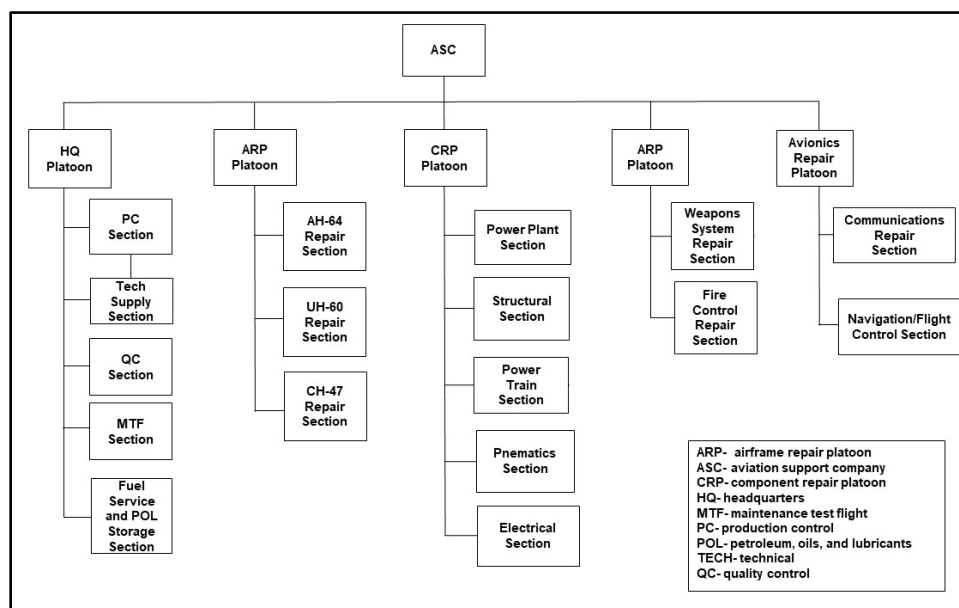 ASC
HQ
Platoon
PC
Section
Tech
Supply
Section
QC
Section
MTF
Section
Fuel
Service
and POL
Storage
Section
ARP
Platoon
AH-64
Repair
Section
UH-60
Repair
Section
CH-47
Repair
Section
CRP
Platoon
Power Plant
Section
Structural
Section
Power
Train
Section
Pnematics
Section
Electrical
Section
ARP
Platoon
Weapons
System
Repair
Section
Fire
Control
Repair
Section
Avionics
Repair
Platoon
Communications
Repair
Section
Navigation/Flight
Control Section
ARP- airframe repair platoon
ASC- aviation support company
CRP- component repair platoon
HQ- headquarters
MTF- maintenance test flight
PC- production control
POL- petroleum, oils, and lubricants
TECH- technical
QC- quality control